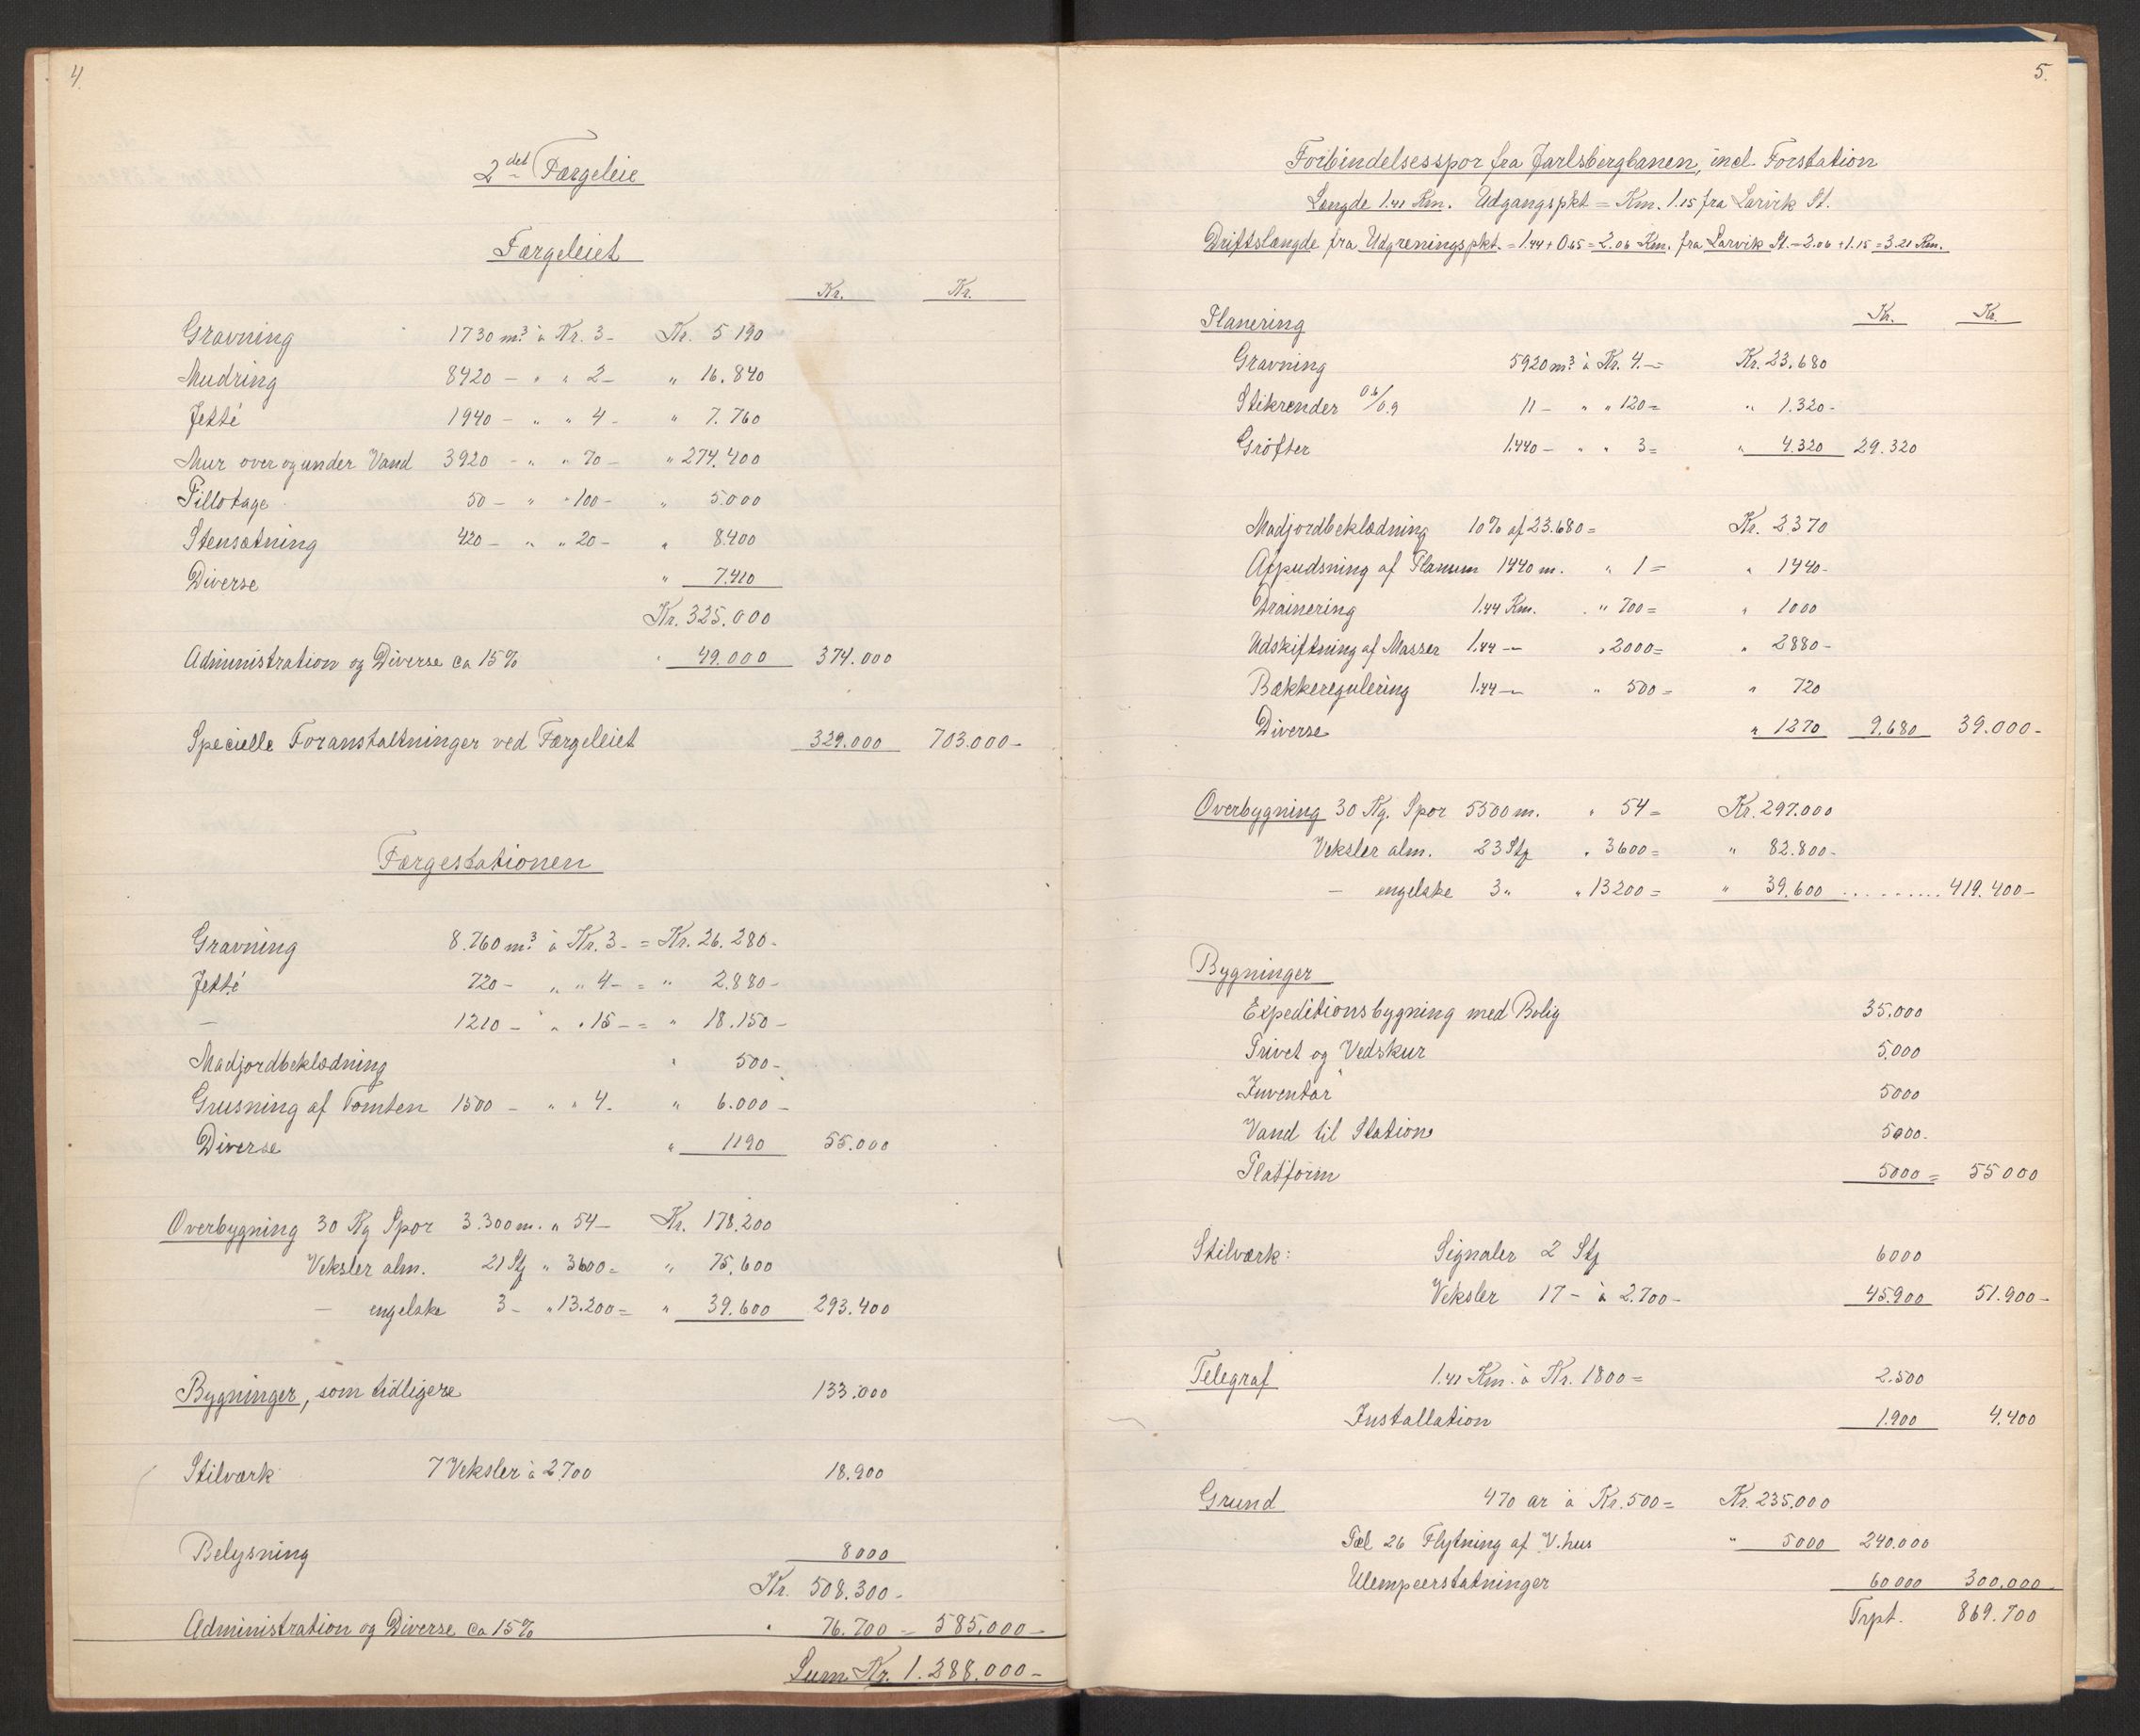 4.
2det Færgeleie
Færgeleiet
Kr. Kr.
Gravning 1730 m³ à Kr. 3- Kr. 5 190
Mudring 8420 - " " 2- " 16.840
Jetté 1940 - " " 4- " 7.760
Mur over og under Vand 3920 - " " 70- " 274.400
Pillotage 50 - " " 100- " 5.000
Stensætning 420 - " " 20- " 8.400
Diverse " 7.410
Kr. 325.000
Administration og Diverse ca 15% " 49.000 374.000
Specielle Foranstaltninger ved Færgeleiet 329.000 703.000-
Færgestationen
Gravning 8.760 m³ à Kr. 3- = Kr. 26.280-
Jetté 720 - " " 4- = " 2.880-
— 1210 - " " 15- = " 18.150-
Madjordbeklædning " 500-
Grusning af Tomten 1500 - " " 4. " 6.000-
Diverse " 1190 55.000
Overbygning 30 Kg Spor 3.300 m. " 54- Kr. 178.200
Veksler alm. 21 Stg " 3600= " 75.600
— engelske 3- " 13.200= " 39.600 293.400
Bygninger, som tidligere 133.000
Stilværk 7 Veksler à 2700 18.900
Belysning 8000
Kr. 508.300-
Administration og Diverse ca 15% " 76.700 = 585.000-
Sum Kr. 1.288.000-
5.
Forbindelsesspor fra Jarlsbergbanen, incl. Forstation
Længde 1.41 Km. Udgangspkt = Km. 1.15 fra Larvik St.
Driftslængde fra Udgreningspkt. = 1.44 + 0.65 = 2.06 Km. fra Larvik St. = 2.06 + 1.15 = 3.21 Km.
Kr. Kr.
Planering
Gravning 5920 m³ à Kr. 4.-= Kr. 23.680
Stikrender 0.6/0.9 11 - " " 120= " 1.320-
Grøfter 1.440 - " " 3= " 4.320 29.320
Madjordbeklædning 10% af 23.680= Kr. 2370
Afpudsning af Planum 1440 m. " 1= " 1440-
Drainering 1.44 Km. " 700= " 1000
Udskiftning af Masser 1.44 - " 2000= " 2880-
Bækkeregulering 1.44 - " 500= " 720
Diverse " 1270 9.680 39.000-
Overbygning 30 Kg. Spor 5500 m. " 54= Kr. 297.000
Veksler alm. 23 Stg " 3600= " 82.800-
— engelske 3 " " 13200= " 39.600 ......... 419.400-
Bygninger
Expeditionsbygning med Bolig 35.000
Privet og Vedskur 5.000
Inventar 5000
Vand til Station 5000.
Platform 5000= 55000
Stilværk: Signaler 2 Stg 6000
Veksler 17 - à 2.700- 45.900 51.900-
Telegraf 1.41 Km. à Kr. 1800= 2.500
Installation 1.900 4.400
Grund 470 ar à Kr. 500= Kr. 235.000
Pæl 26 Flytning af V.hus " 5000 240.000
Ulempeerstatninger 60000 300.000.
Trpt. 869.700